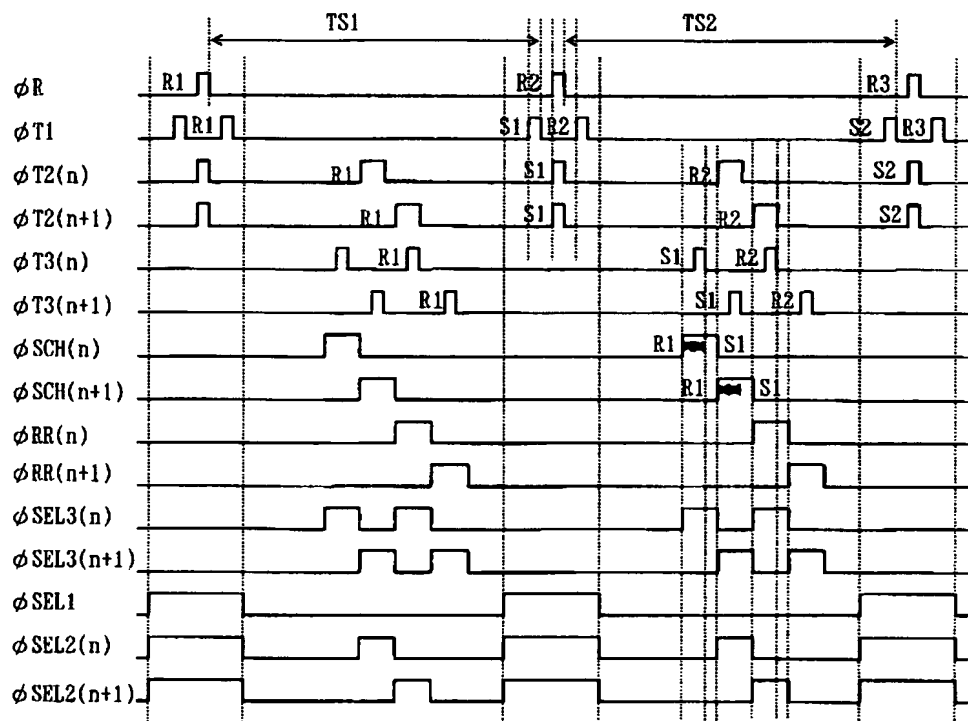 TS1 TS2
φR R1 R2 R3
φT1 R1 S1 R2 S2 R3
φT2(n) R1 S1 R2 S2
φT2(n+1) R1 S1 R2 S2
φT3(n) R1 S1 R2
φT3(n+1) R1 S1 R2
φSCH(n) R1 S1
φSCH(n+1) R1 S1
φRR(n)
φRR(n+1)
φSEL3(n)
φSEL3(n+1)
φSEL1
φSEL2(n)
φSEL2(n+1)